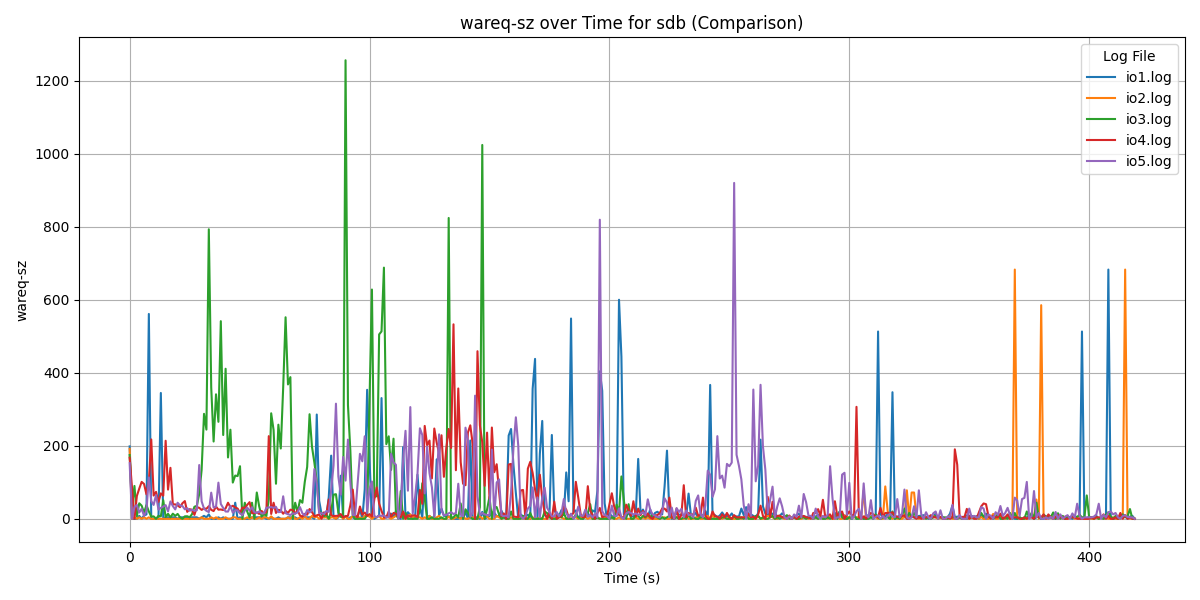 wareq-sz over Time for sdb (Comparison)
wareq-sz
1200
1000
800
600
400
200
0
0
100
200
300
400
Time (s)
Log File
io1.log
io2.log
io3.log
io4.log
io5.log